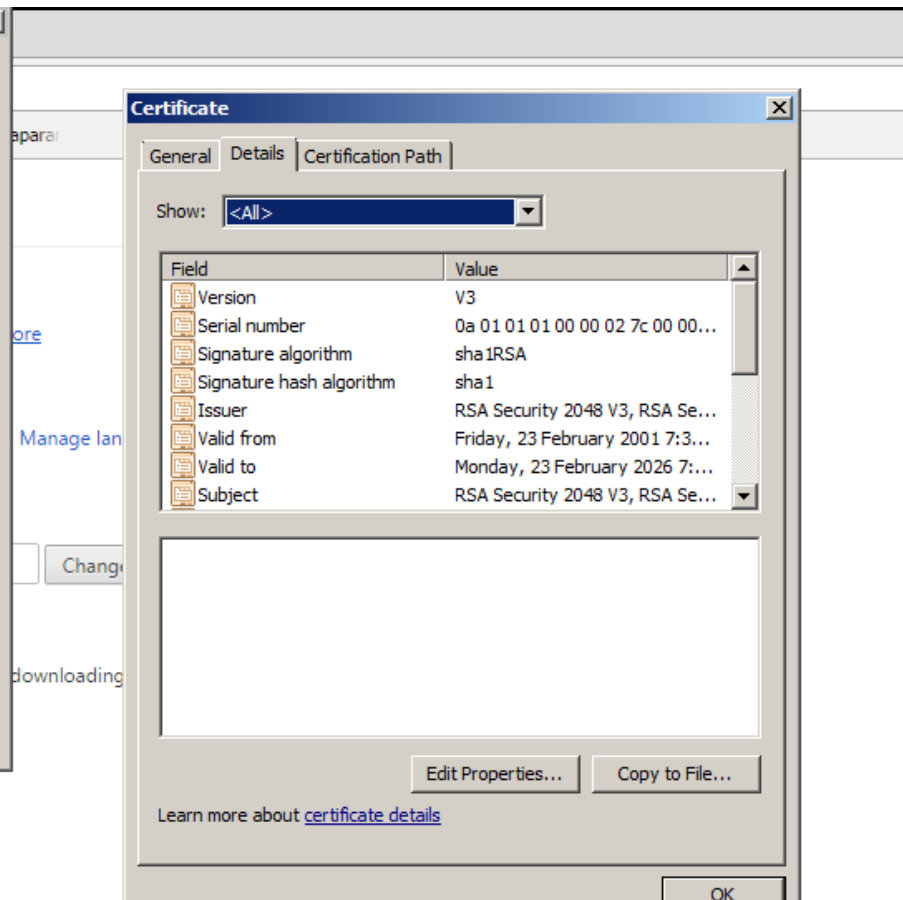 Certificate
General Details Certification Path
Show: <All>
Field Value
Version V3
Serial number 0a 01 01 01 00 00 02 7c 00 00...
Signature algorithm sha1RSA
Signature hash algorithm sha1
Issuer RSA Security 2048 V3, RSA Se...
Valid from Friday, 23 February 2001 7:3...
Valid to Monday, 23 February 2026 7:...
Subject RSA Security 2048 V3, RSA Se...
Edit Properties... Copy to File...
Learn more about certificate details
OK
apara
ore
Manage lan
Change
downloading